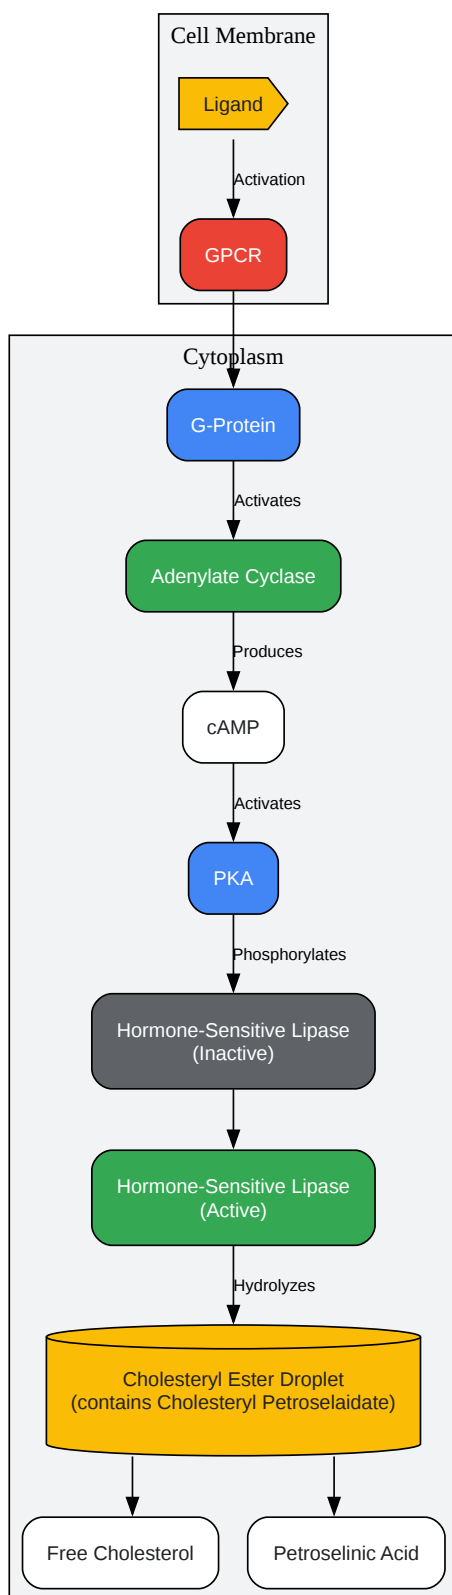 Cell Membrane
Ligand
Activation
GPCR
Cytoplasm
G-Protein
Activates
Adenylate Cyclase
Produces
cAMP
Activates
PKA
Phosphorylates
Hormone-Sensitive Lipase
(Inactive)
Hormone-Sensitive Lipase
(Active)
Hydrolyzes
Cholesteryl Ester Droplet
(contains Cholesteryl Petroselaidate)
Free Cholesterol
Petroselinic Acid